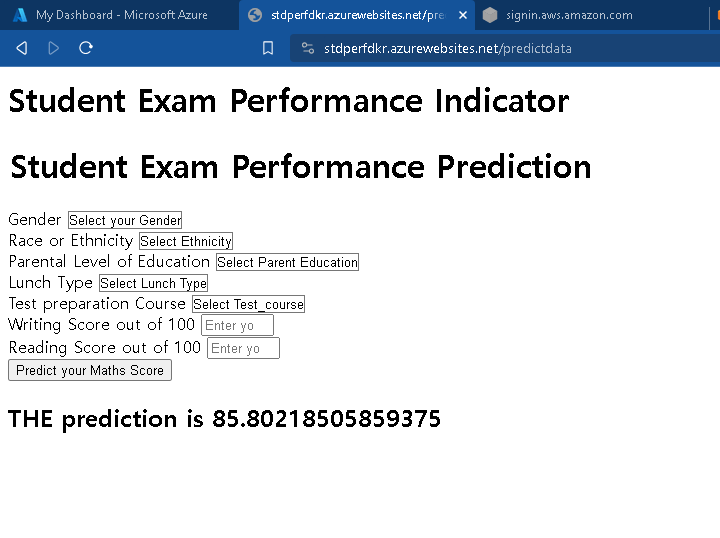 My Dashboard - Microsoft Azure
stdperfdkr.azurewebsites.net/pre
signin.aws.amazon.com
stdperfdkr.azurewebsites.net/predictdata
Student Exam Performance Indicator
Student Exam Performance Prediction
Gender Select your Gender
Race or Ethnicity Select Ethnicity
Parental Level of Education Select Parent Education
Lunch Type Select Lunch Type
Test preparation Course Select Test_course
Writing Score out of 100 Enter yo
Reading Score out of 100 Enter yo
Predict your Maths Score
THE prediction is 85.80218505859375